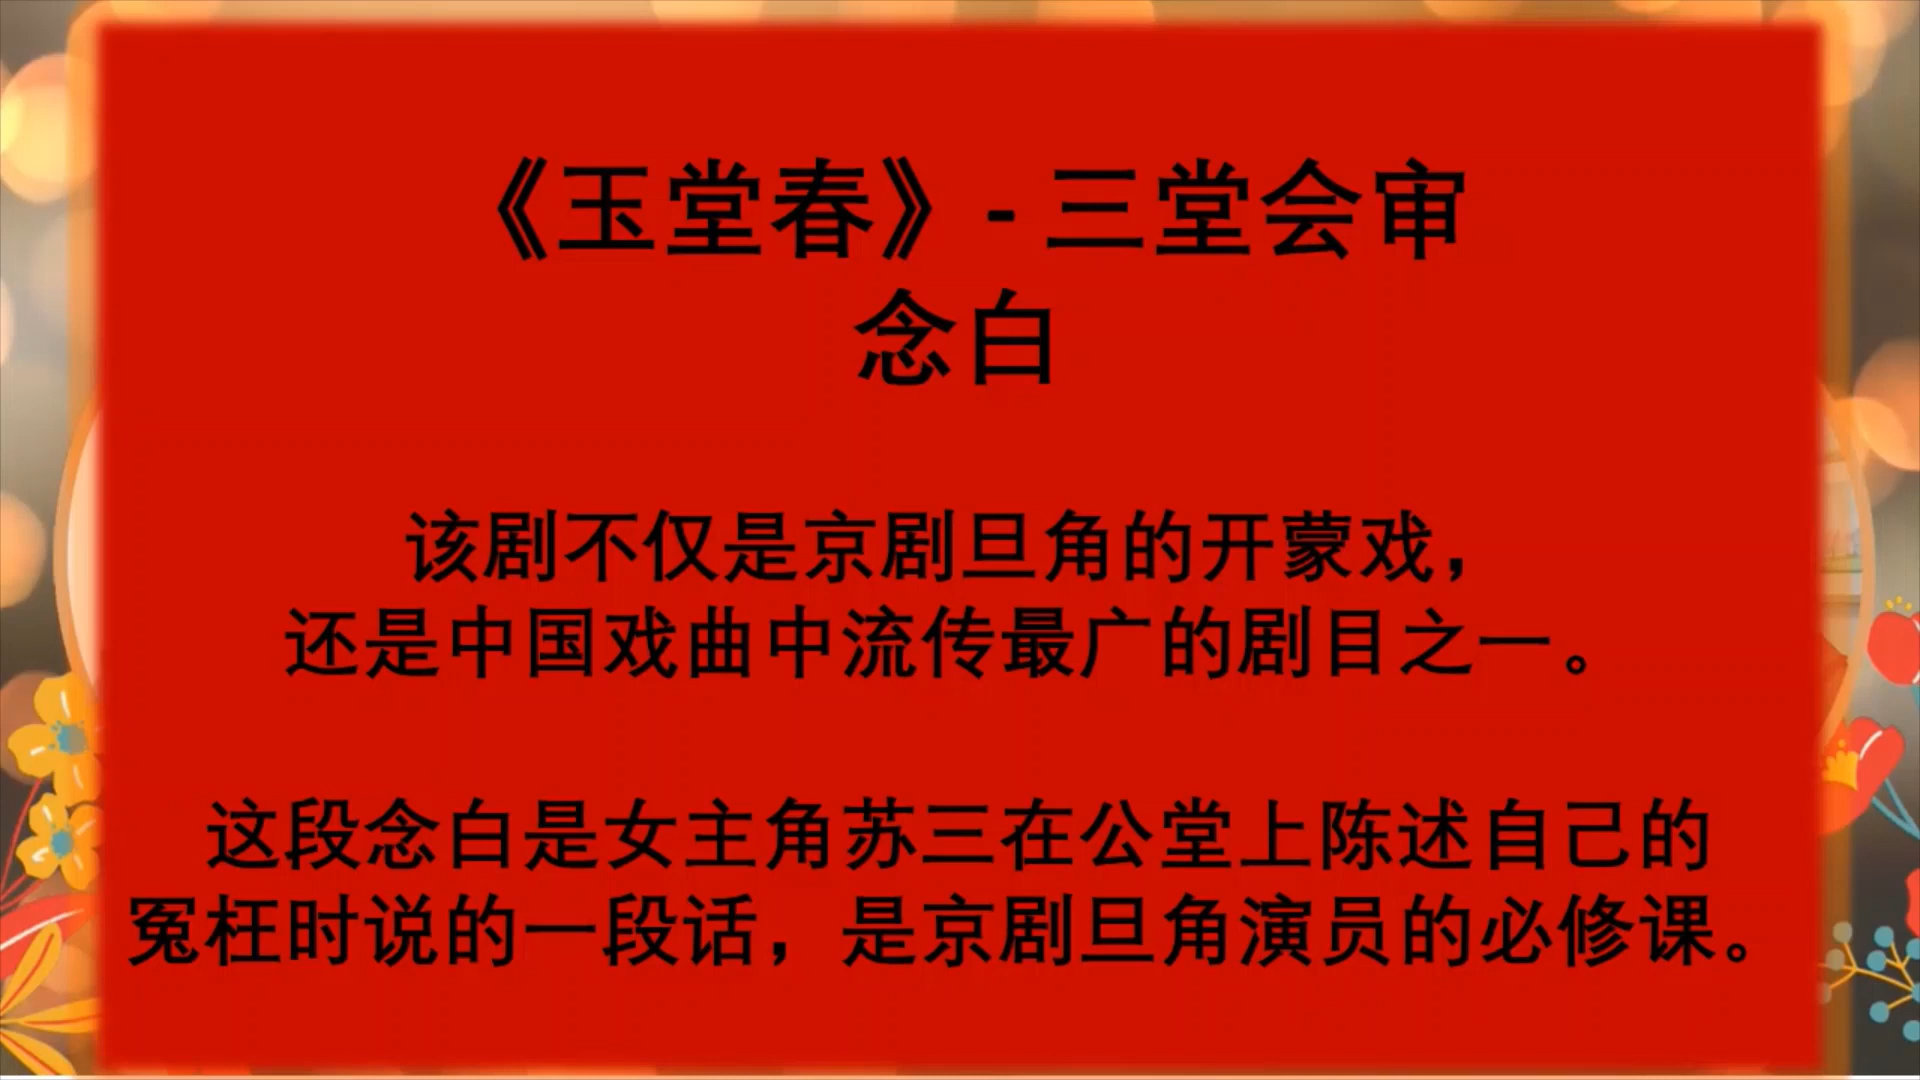 《玉堂春》- 三堂会审
念白
该剧不仅是京剧旦角的开蒙戏，
还是中国戏曲中流传最广的剧目之一。
这段念白是女主角苏三在公堂上陈述自己的
冤枉时说的一段话，是京剧旦角演员的必修课。